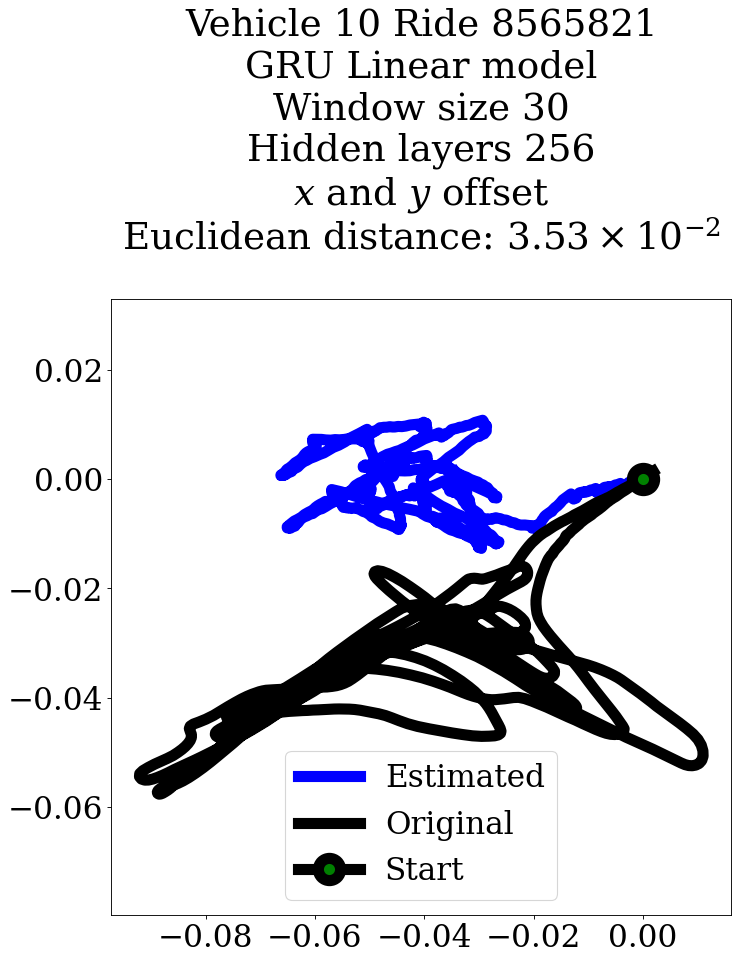 Vehicle 10 Ride 8565821
GRU Linear model
Window size 30
Hidden layers 256
x and y offset
Euclidean distance: 3.53 × 10⁻²
0.02
0.00
−0.02
−0.04
−0.06
Estimated
Original
Start
−0.08 −0.06 −0.04 −0.02 0.00